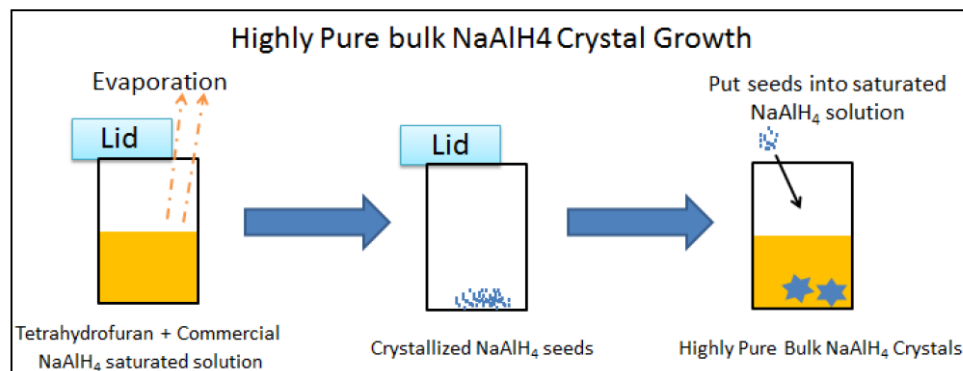 Highly Pure bulk NaAlH4 Crystal Growth
Evaporation
Lid
Tetrahydrofuran + Commercial
NaAlH₄ saturated solution
Lid
Crystallized NaAlH₄ seeds
Put seeds into saturated
NaAlH₄ solution
Highly Pure Bulk NaAlH₄ Crystals